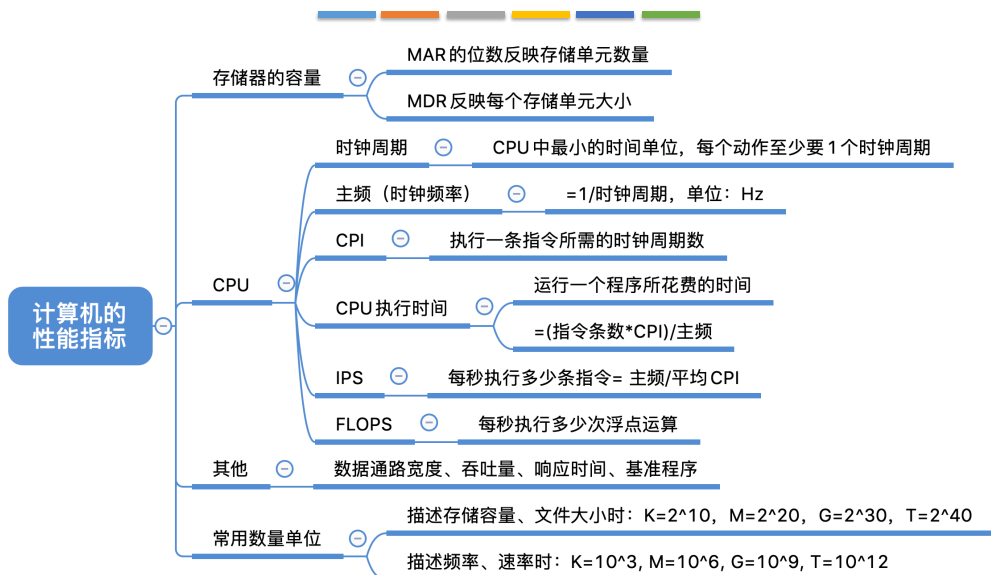 计算机的
性能指标
存储器的容量
MAR的位数反映存储单元数量
MDR反映每个存储单元大小
CPU
时钟周期
CPU中最小的时间单位，每个动作至少要1个时钟周期
主频（时钟频率）
=1/时钟周期，单位：Hz
CPI
执行一条指令所需的时钟周期数
CPU执行时间
运行一个程序所花费的时间
=(指令条数*CPI)/主频
IPS
每秒执行多少条指令= 主频/平均CPI
FLOPS
每秒执行多少次浮点运算
其他
数据通路宽度、吞吐量、响应时间、基准程序
常用数量单位
描述存储容量、文件大小时：K=2^10，M=2^20，G=2^30，T=2^40
描述频率、速率时：K=10^3, M=10^6, G=10^9, T=10^12